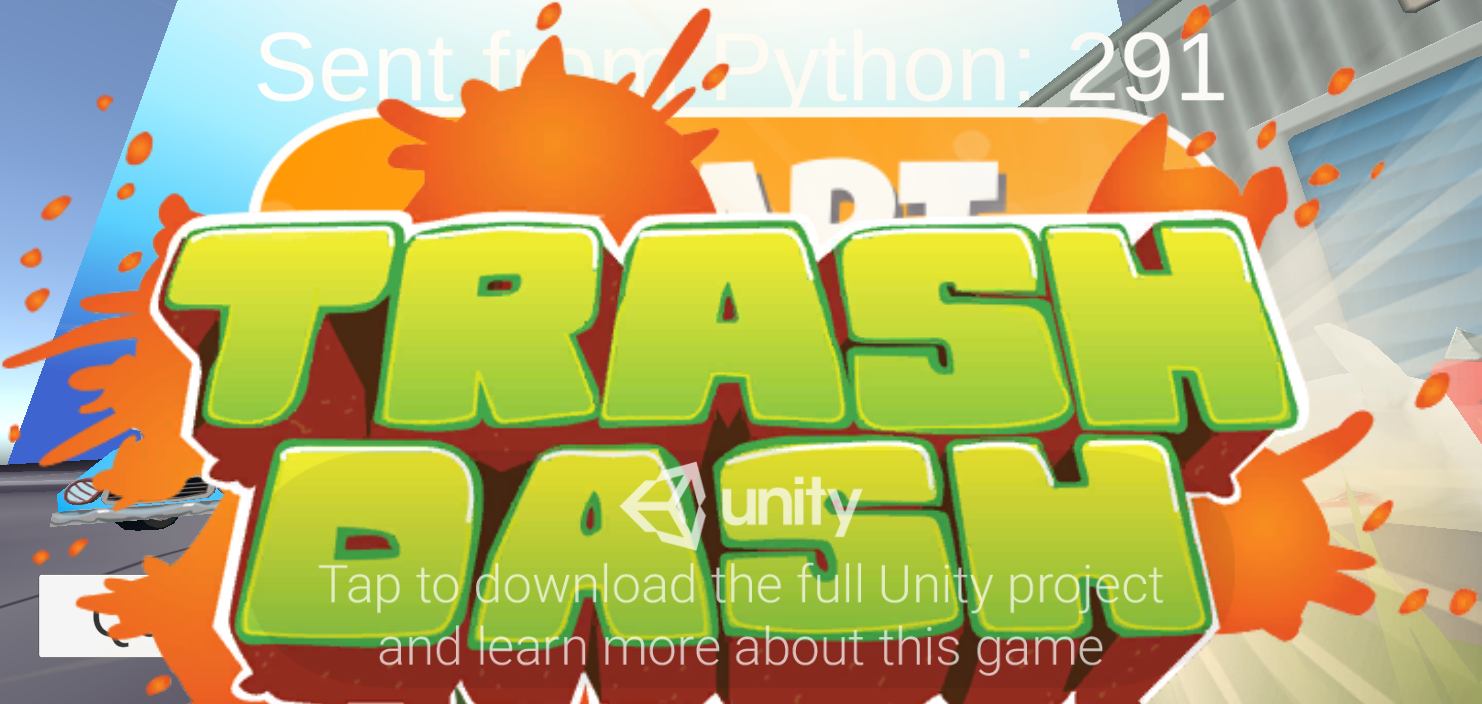 Sent from Python: 291
TRASH
DASH
unity
Tap to download the full Unity project
and learn more about this game